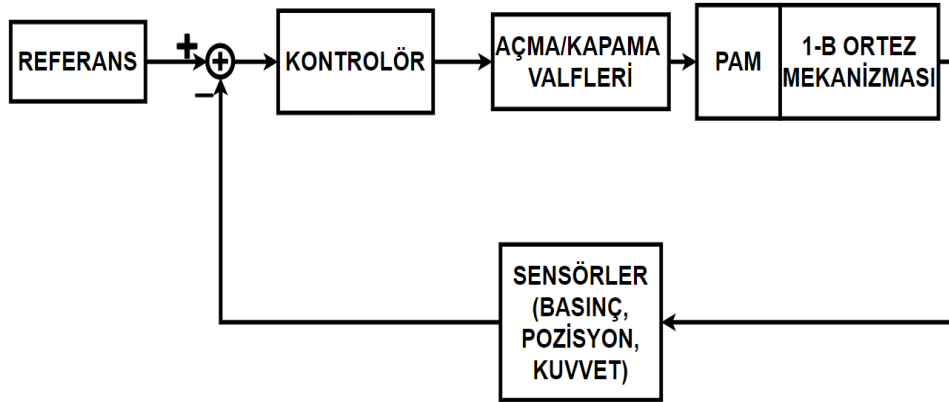 REFERANS
+
−
+
KONTROLÖR
AÇMA/KAPAMA
VALFLERİ
PAM
1-B ORTEZ
MEKANİZMASI
SENSÖRLER
(BASINÇ,
POZİSYON,
KUVVET)